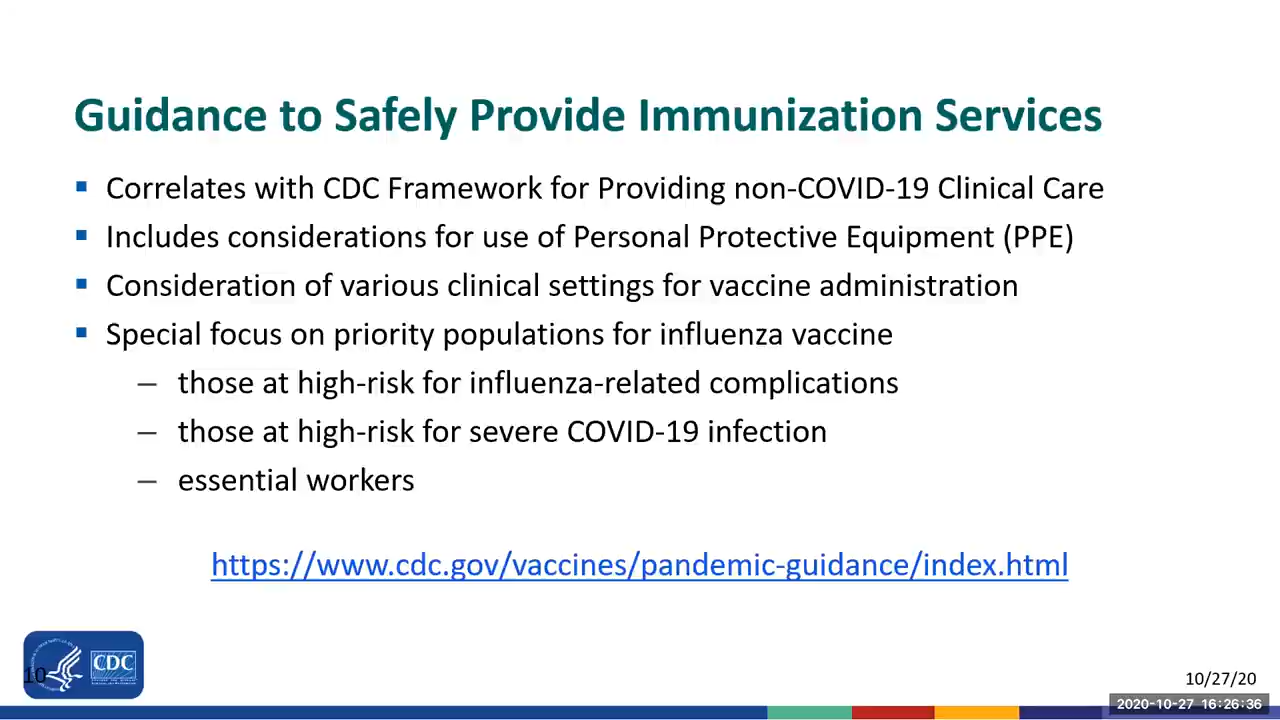 Guidance to Safely Provide Immunization Services
▪ Correlates with CDC Framework for Providing non-COVID-19 Clinical Care
▪ Includes considerations for use of Personal Protective Equipment (PPE)
▪ Consideration of various clinical settings for vaccine administration
▪ Special focus on priority populations for influenza vaccine
– those at high-risk for influenza-related complications
– those at high-risk for severe COVID-19 infection
– essential workers
https://www.cdc.gov/vaccines/pandemic-guidance/index.html
CDC
10
10/27/20
2020-10-27 16:26:36